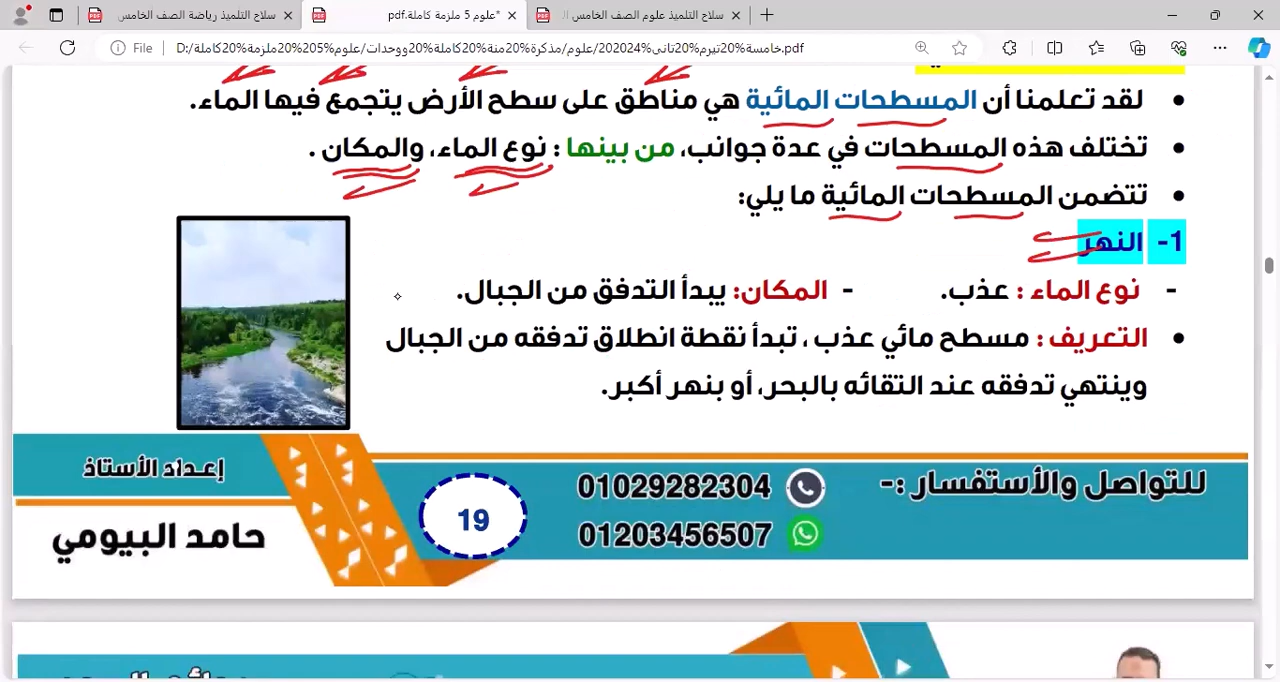 سلاح التلميذ رياضة الصف الخامس
*علوم 5 ملزمة كاملة.pdf
سلاح التلميذ علوم الصف الخامس ال
File
D:/علوم/مذكرة%20منة%20كاملة%20ووحدات/علوم%205%20ملزمة%20كاملة/202024%20خامسة%20تيرم%20تانى.pdf
لقد تعلمنا أن المسطحات المائية هي مناطق على سطح الأرض يتجمع فيها الماء.
تختلف هذه المسطحات في عدة جوانب، من بينها : نوع الماء، والمكان .
تتضمن المسطحات المائية ما يلي:
1- النهر
- نوع الماء : عذب. - المكان: يبدأ التدفق من الجبال.
التعريف : مسطح مائي عذب ، تبدأ نقطة انطلاق تدفقه من الجبال
وينتهي تدفقه عند التقائه بالبحر، أو بنهر أكبر.
للتواصل والأستفسار :-
01029282304
01203456507
19
إعداد الأستاذ
حامد البيومي